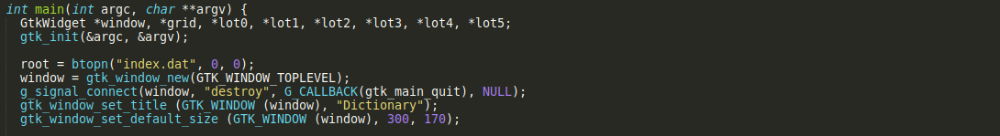 int main(int argc, char **argv) {
GtkWidget *window, *grid, *lot0, *lot1, *lot2, *lot3, *lot4, *lot5;
gtk_init(&argc, &argv);
root = btopn("index.dat", 0, 0);
window = gtk_window_new(GTK_WINDOW_TOPLEVEL);
g_signal_connect(window, "destroy", G_CALLBACK(gtk_main_quit), NULL);
gtk_window_set_title (GTK_WINDOW (window), "Dictionary");
gtk_window_set_default_size (GTK_WINDOW (window), 300, 170);